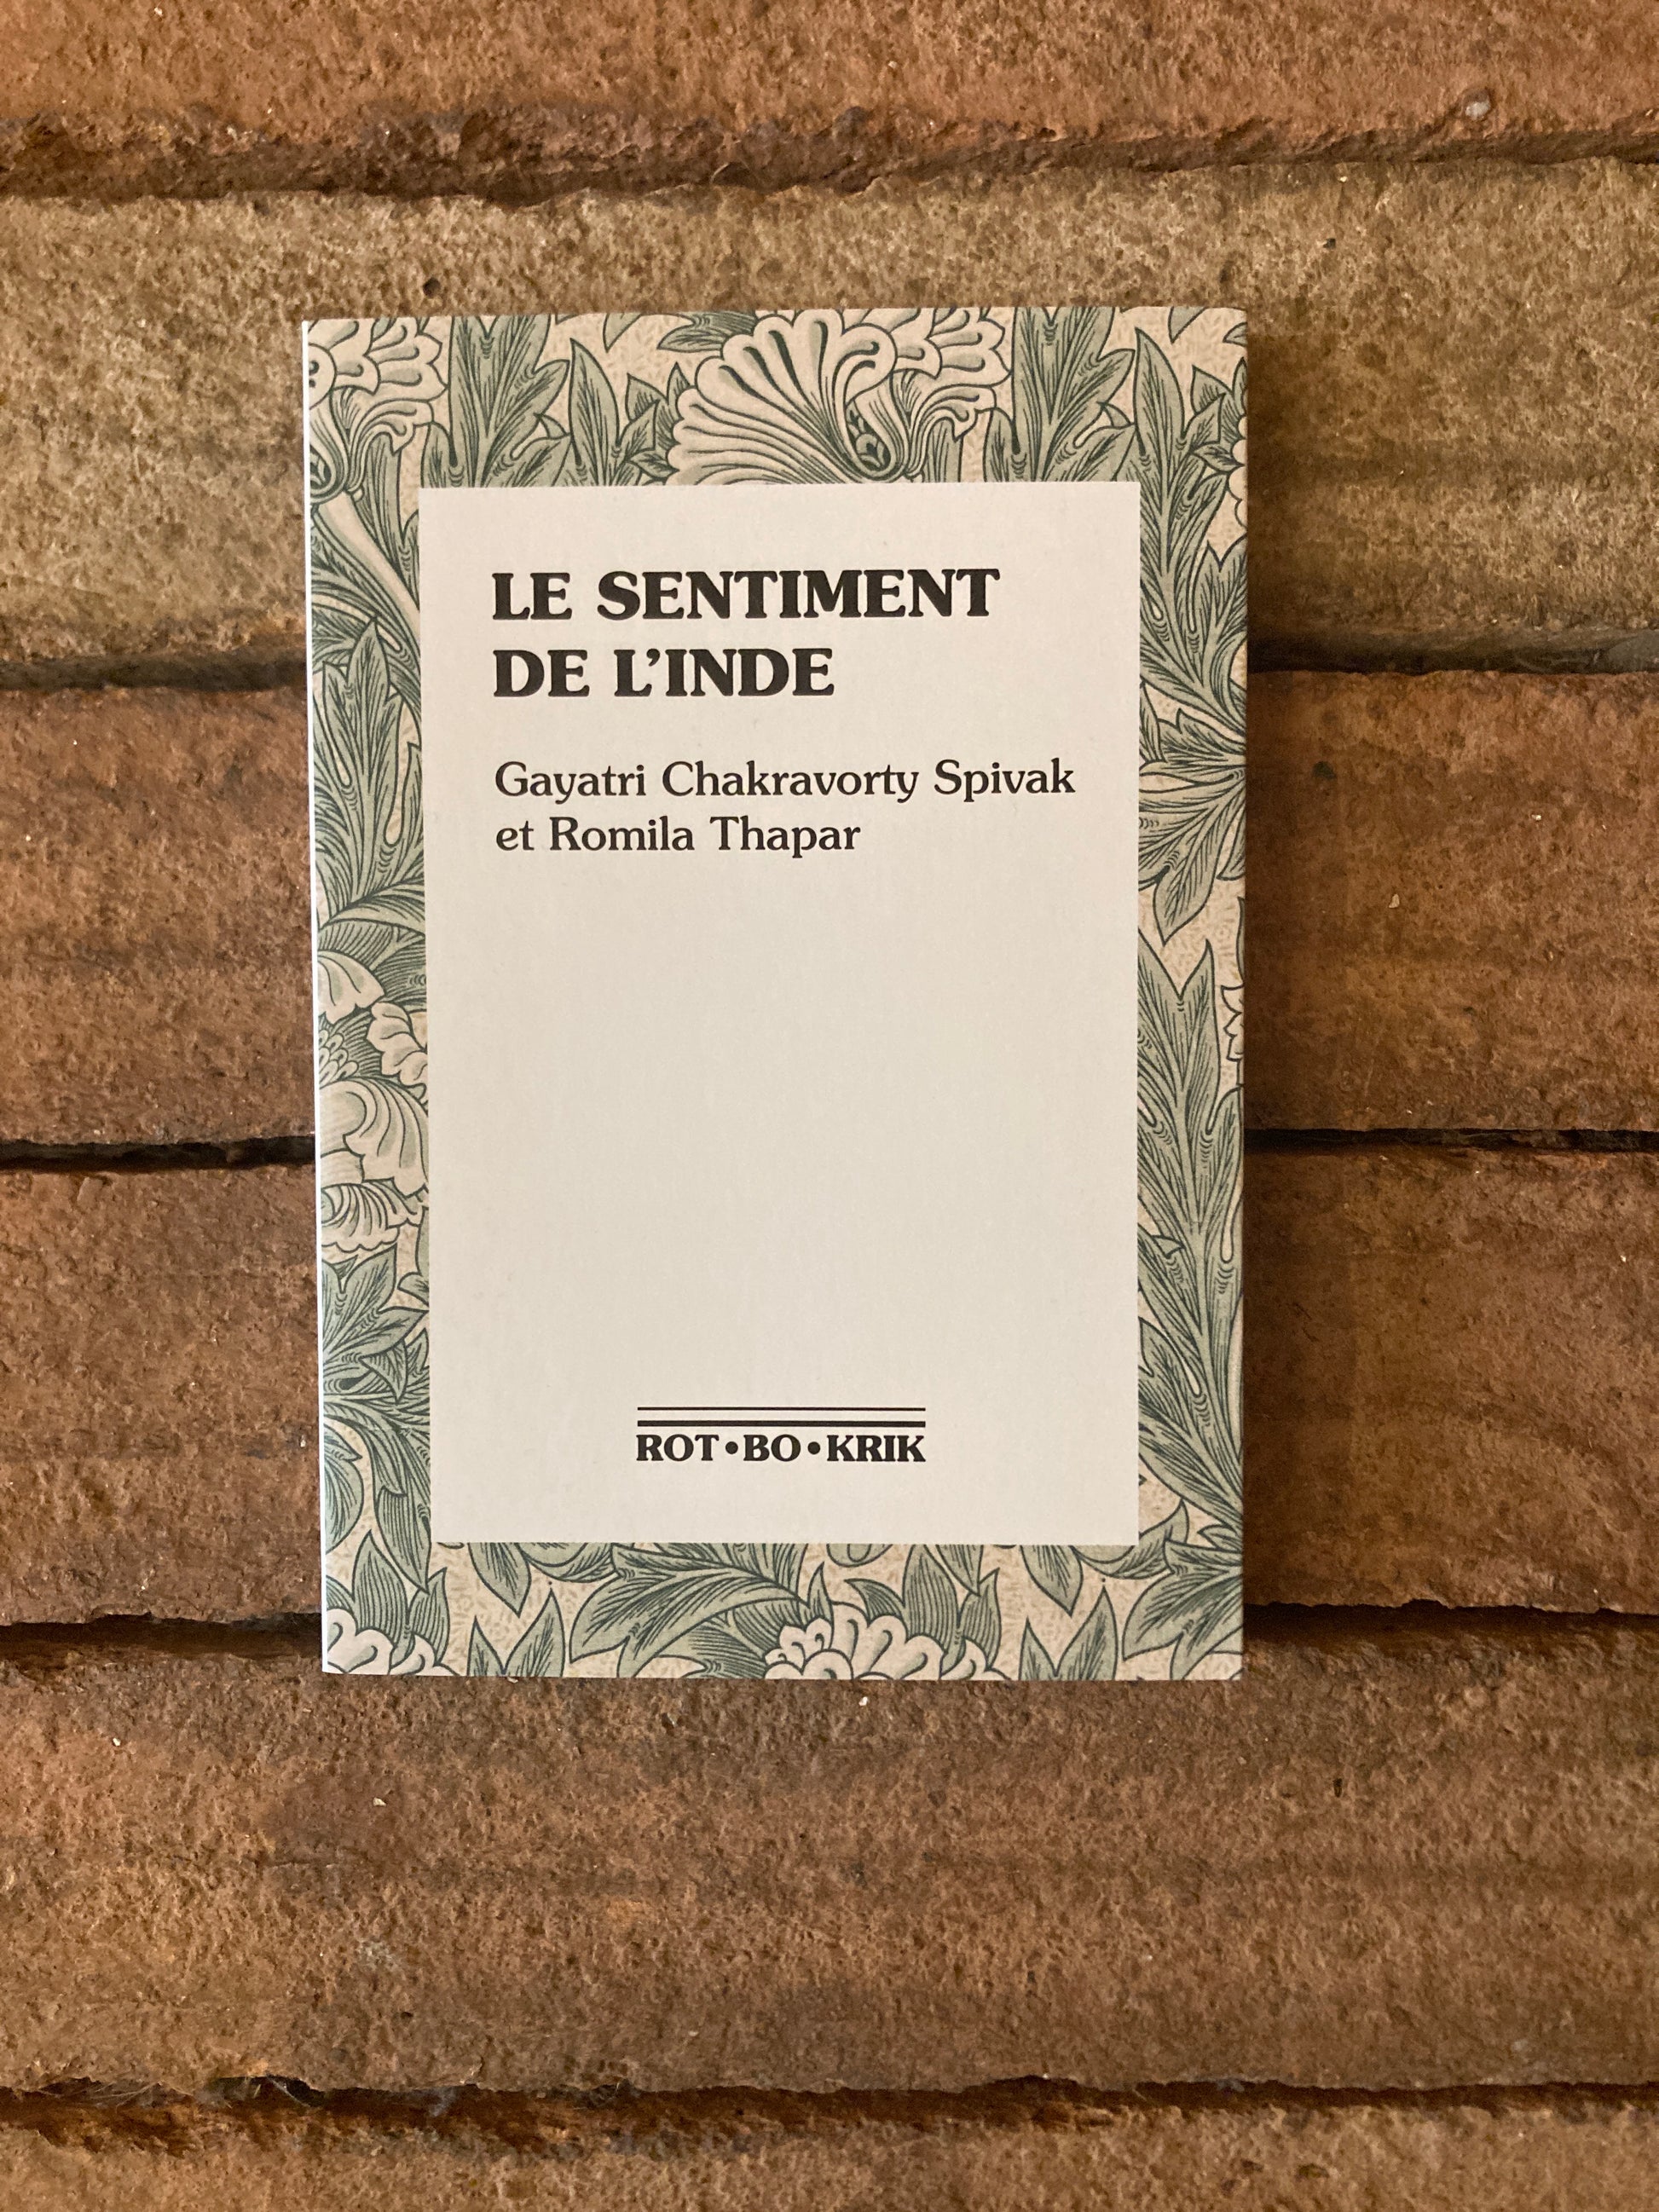 LE SENTIMENT
DE L’INDE
Gayatri Chakravorty Spivak
et Romila Thapar
ROT•BO•KRIK